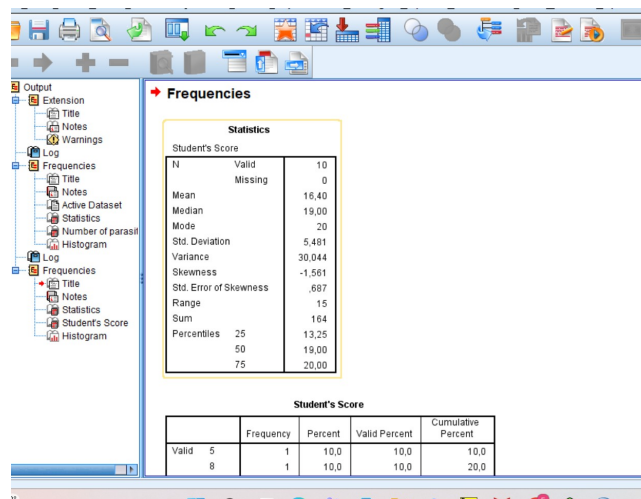 Output
Extension
Title
Notes
Warnings
Log
Frequencies
Title
Notes
Active Dataset
Statistics
Number of parasit
Histogram
Log
Frequencies
Title
Notes
Statistics
Student's Score
Histogram
Frequencies
Statistics
Student's Score
N Valid 10
Missing 0
Mean 16,40
Median 19,00
Mode 20
Std. Deviation 5,481
Variance 30,044
Skewness -1,561
Std. Error of Skewness ,687
Range 15
Sum 164
Percentiles 25 13,25
50 19,00
75 20,00
Student's Score
Frequency Percent Valid Percent Cumulative Percent
Valid 5 1 10,0 10,0 10,0
8 1 10,0 10,0 20,0